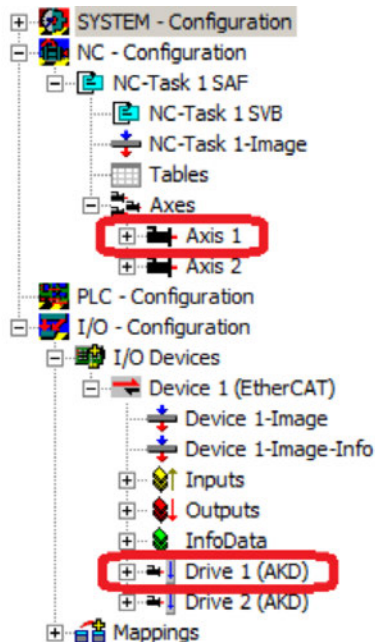 SYSTEM - Configuration
NC - Configuration
NC-Task 1 SAF
NC-Task 1 SVB
NC-Task 1-Image
Tables
Axes
Axis 1
Axis 2
PLC - Configuration
I/O - Configuration
I/O Devices
Device 1 (EtherCAT)
Device 1-Image
Device 1-Image-Info
Inputs
Outputs
InfoData
Drive 1 (AKD)
Drive 2 (AKD)
Mappings